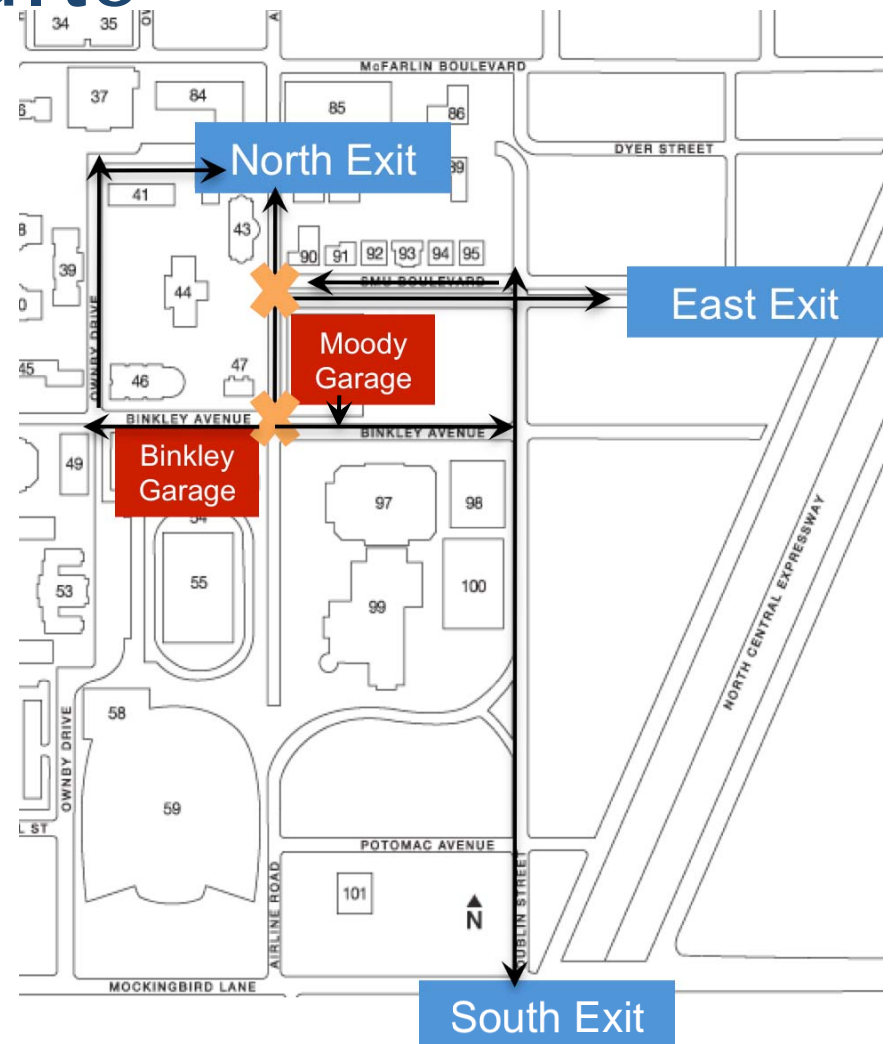 34 35
McFARLIN BOULEVARD
37 84 85 86
DYER STREET
North Exit
41 43
90 91 92 93 94 95
39 44
SMU BOULEVARD
East Exit
OWNBY DRIVE
Moody
Garage
45 46 47
BINKLEY AVENUE
BINKLEY AVENUE
Binkley
Garage
49 97 98
54
55
53 99 100
NORTH CENTRAL EXPRESSWAY
58
OWNBY DRIVE
59
POTOMAC AVENUE
AIRLINE ROAD
101
N
DUBLIN STREET
MOCKINGBIRD LANE
South Exit